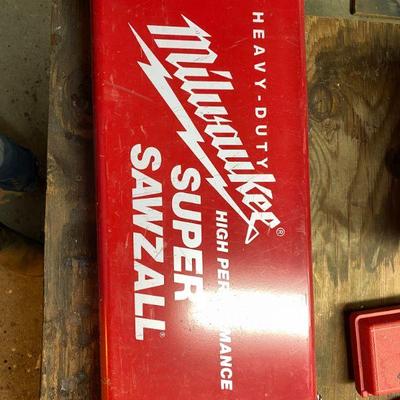 HEAVY-DUTY
Milwaukee®
HIGH PERFORMANCE
SUPER
SAWZALL®